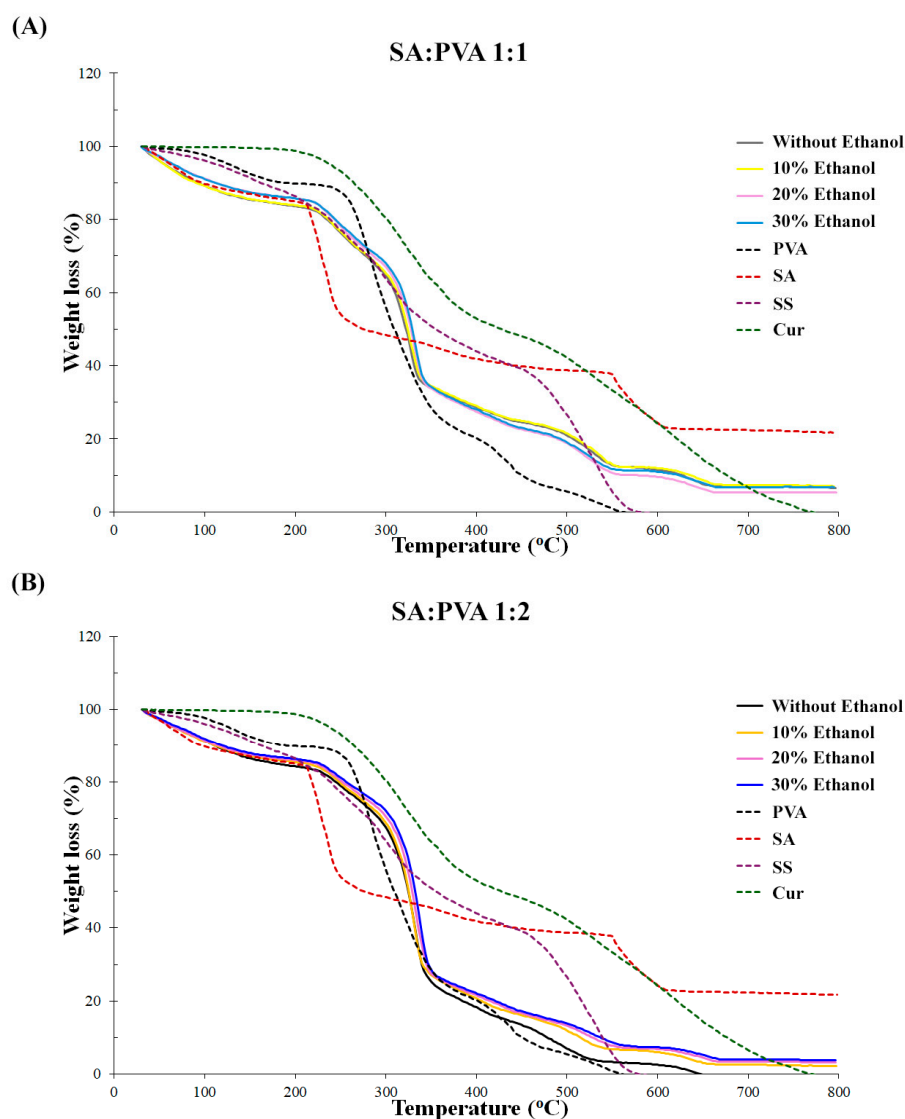 (A)
SA:PVA 1:1
120
100
80
60
40
20
0
Weight loss (%)
0 100 200 300 400 500 600 700 800
Temperature (°C)
Without Ethanol
10% Ethanol
20% Ethanol
30% Ethanol
PVA
SA
SS
Cur
(B)
SA:PVA 1:2
120
100
80
60
40
20
0
Weight loss (%)
0 100 200 300 400 500 600 700 800
Temperature (°C)
Without Ethanol
10% Ethanol
20% Ethanol
30% Ethanol
PVA
SA
SS
Cur